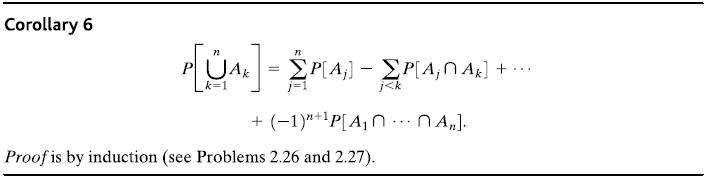 Corollary 6
P[⋃_{k=1}^{n} A_k] = ∑_{j=1}^{n} P[A_j] − ∑_{j<k} P[A_j ∩ A_k] + ⋯
+ (−1)^{n+1} P[A_1 ∩ ⋯ ∩ A_n].
Proof is by induction (see Problems 2.26 and 2.27).